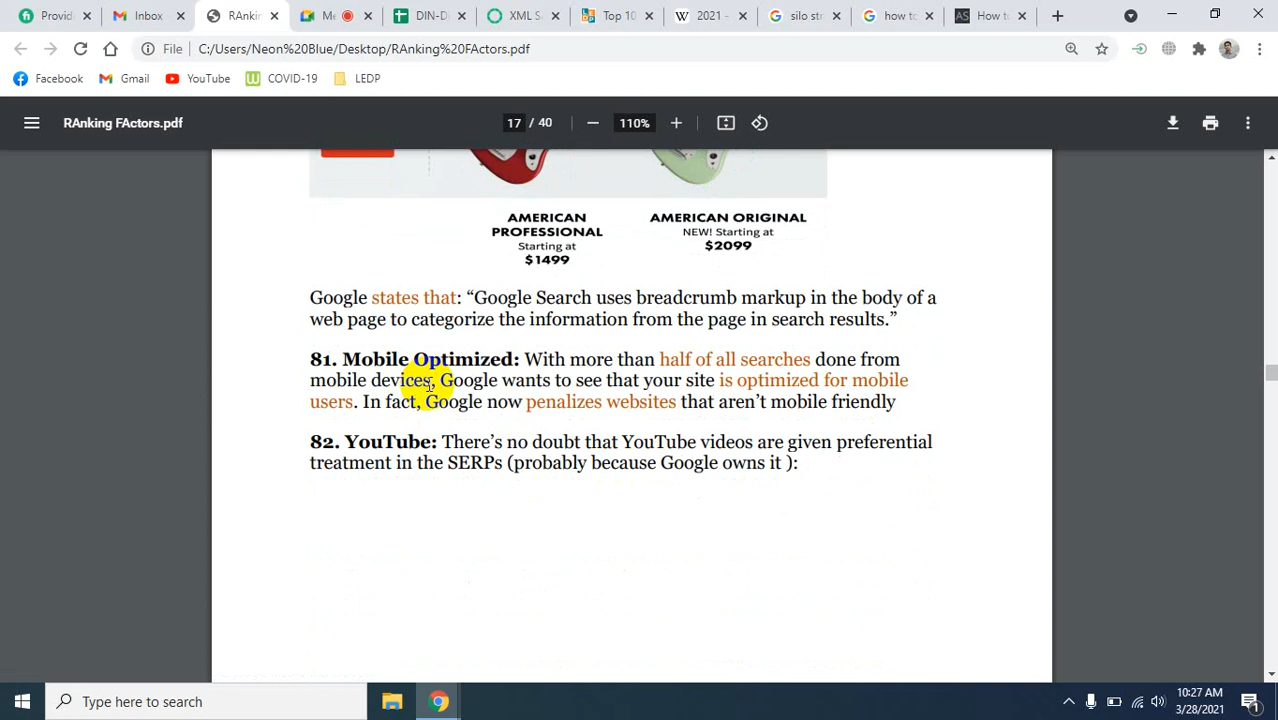 Providi
Inbox
RAnkin
Me
DIN-D
XML S
Top 10
2021 -
silo str
how to
How t
File
C:/Users/Neon%20Blue/Desktop/RAnking%20FActors.pdf
Facebook
Gmail
YouTube
COVID-19
LEDP
RAnking FActors.pdf
17 / 40
110%
AMERICAN PROFESSIONAL
Starting at
$1499
AMERICAN ORIGINAL
NEW! Starting at
$2099
Google states that: “Google Search uses breadcrumb markup in the body of a
web page to categorize the information from the page in search results.”
81. Mobile Optimized: With more than half of all searches done from
mobile devices, Google wants to see that your site is optimized for mobile
users. In fact, Google now penalizes websites that aren’t mobile friendly
82. YouTube: There’s no doubt that YouTube videos are given preferential
treatment in the SERPs (probably because Google owns it ):
Type here to search
10:27 AM
3/28/2021